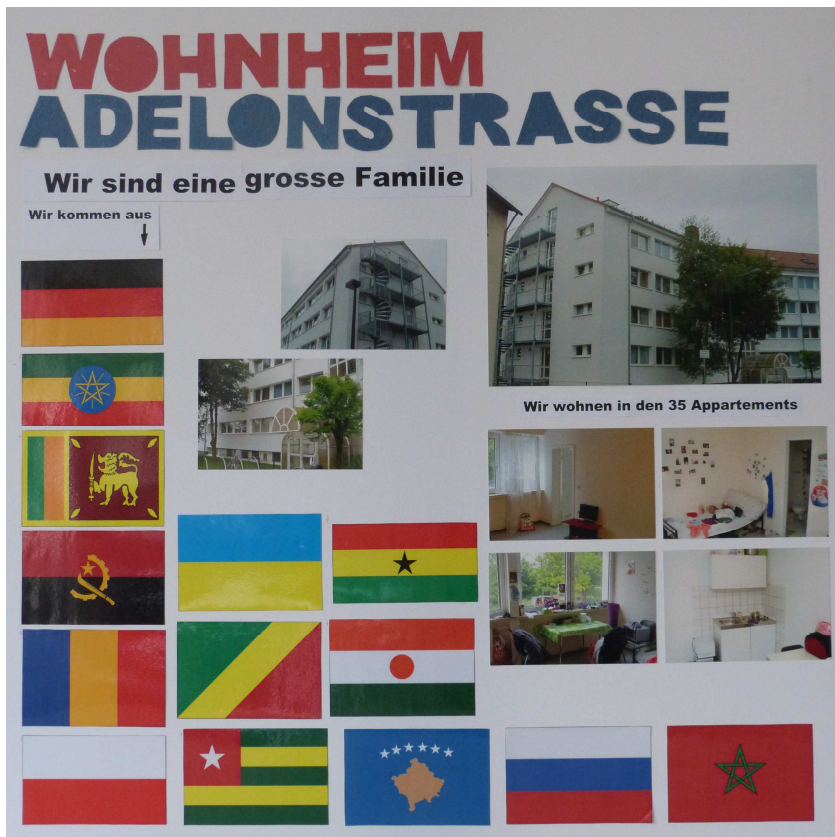 WOHNHEIM
ADELONSTRASSE
Wir sind eine grosse Familie
Wir kommen aus
Wir wohnen in den 35 Appartements